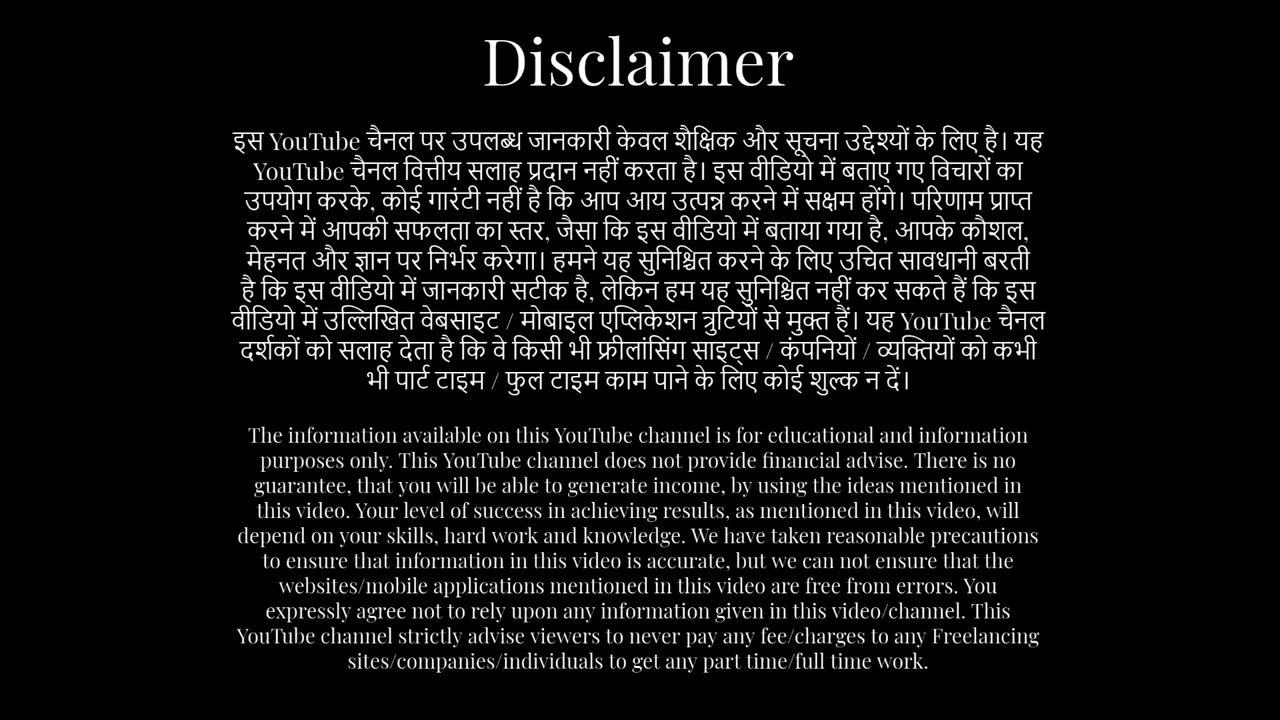 Disclaimer
इस YouTube चैनल पर उपलब्ध जानकारी केवल शैक्षिक और सूचना उद्देश्यों के लिए है। यह
YouTube चैनल वित्तीय सलाह प्रदान नहीं करता है। इस वीडियो में बताए गए विचारों का
उपयोग करके, कोई गारंटी नहीं है कि आप आय उत्पन्न करने में सक्षम होंगे। परिणाम प्राप्त
करने में आपकी सफलता का स्तर, जैसा कि इस वीडियो में बताया गया है, आपके कौशल,
मेहनत और ज्ञान पर निर्भर करेगा। हमने यह सुनिश्चित करने के लिए उचित सावधानी बरती
है कि इस वीडियो में जानकारी सटीक है, लेकिन हम यह सुनिश्चित नहीं कर सकते हैं कि इस
वीडियो में उल्लिखित वेबसाइट / मोबाइल एप्लिकेशन त्रुटियों से मुक्त हैं। यह YouTube चैनल
दर्शकों को सलाह देता है कि वे किसी भी फ्रीलांसिंग साइट्स / कंपनियों / व्यक्तियों को कभी
भी पार्ट टाइम / फुल टाइम काम पाने के लिए कोई शुल्क न दें।
The information available on this YouTube channel is for educational and information
purposes only. This YouTube channel does not provide financial advise. There is no
guarantee, that you will be able to generate income, by using the ideas mentioned in
this video. Your level of success in achieving results, as mentioned in this video, will
depend on your skills, hard work and knowledge. We have taken reasonable precautions
to ensure that information in this video is accurate, but we can not ensure that the
websites/mobile applications mentioned in this video are free from errors. You
expressly agree not to rely upon any information given in this video/channel. This
YouTube channel strictly advise viewers to never pay any fee/charges to any Freelancing
sites/companies/individuals to get any part time/full time work.